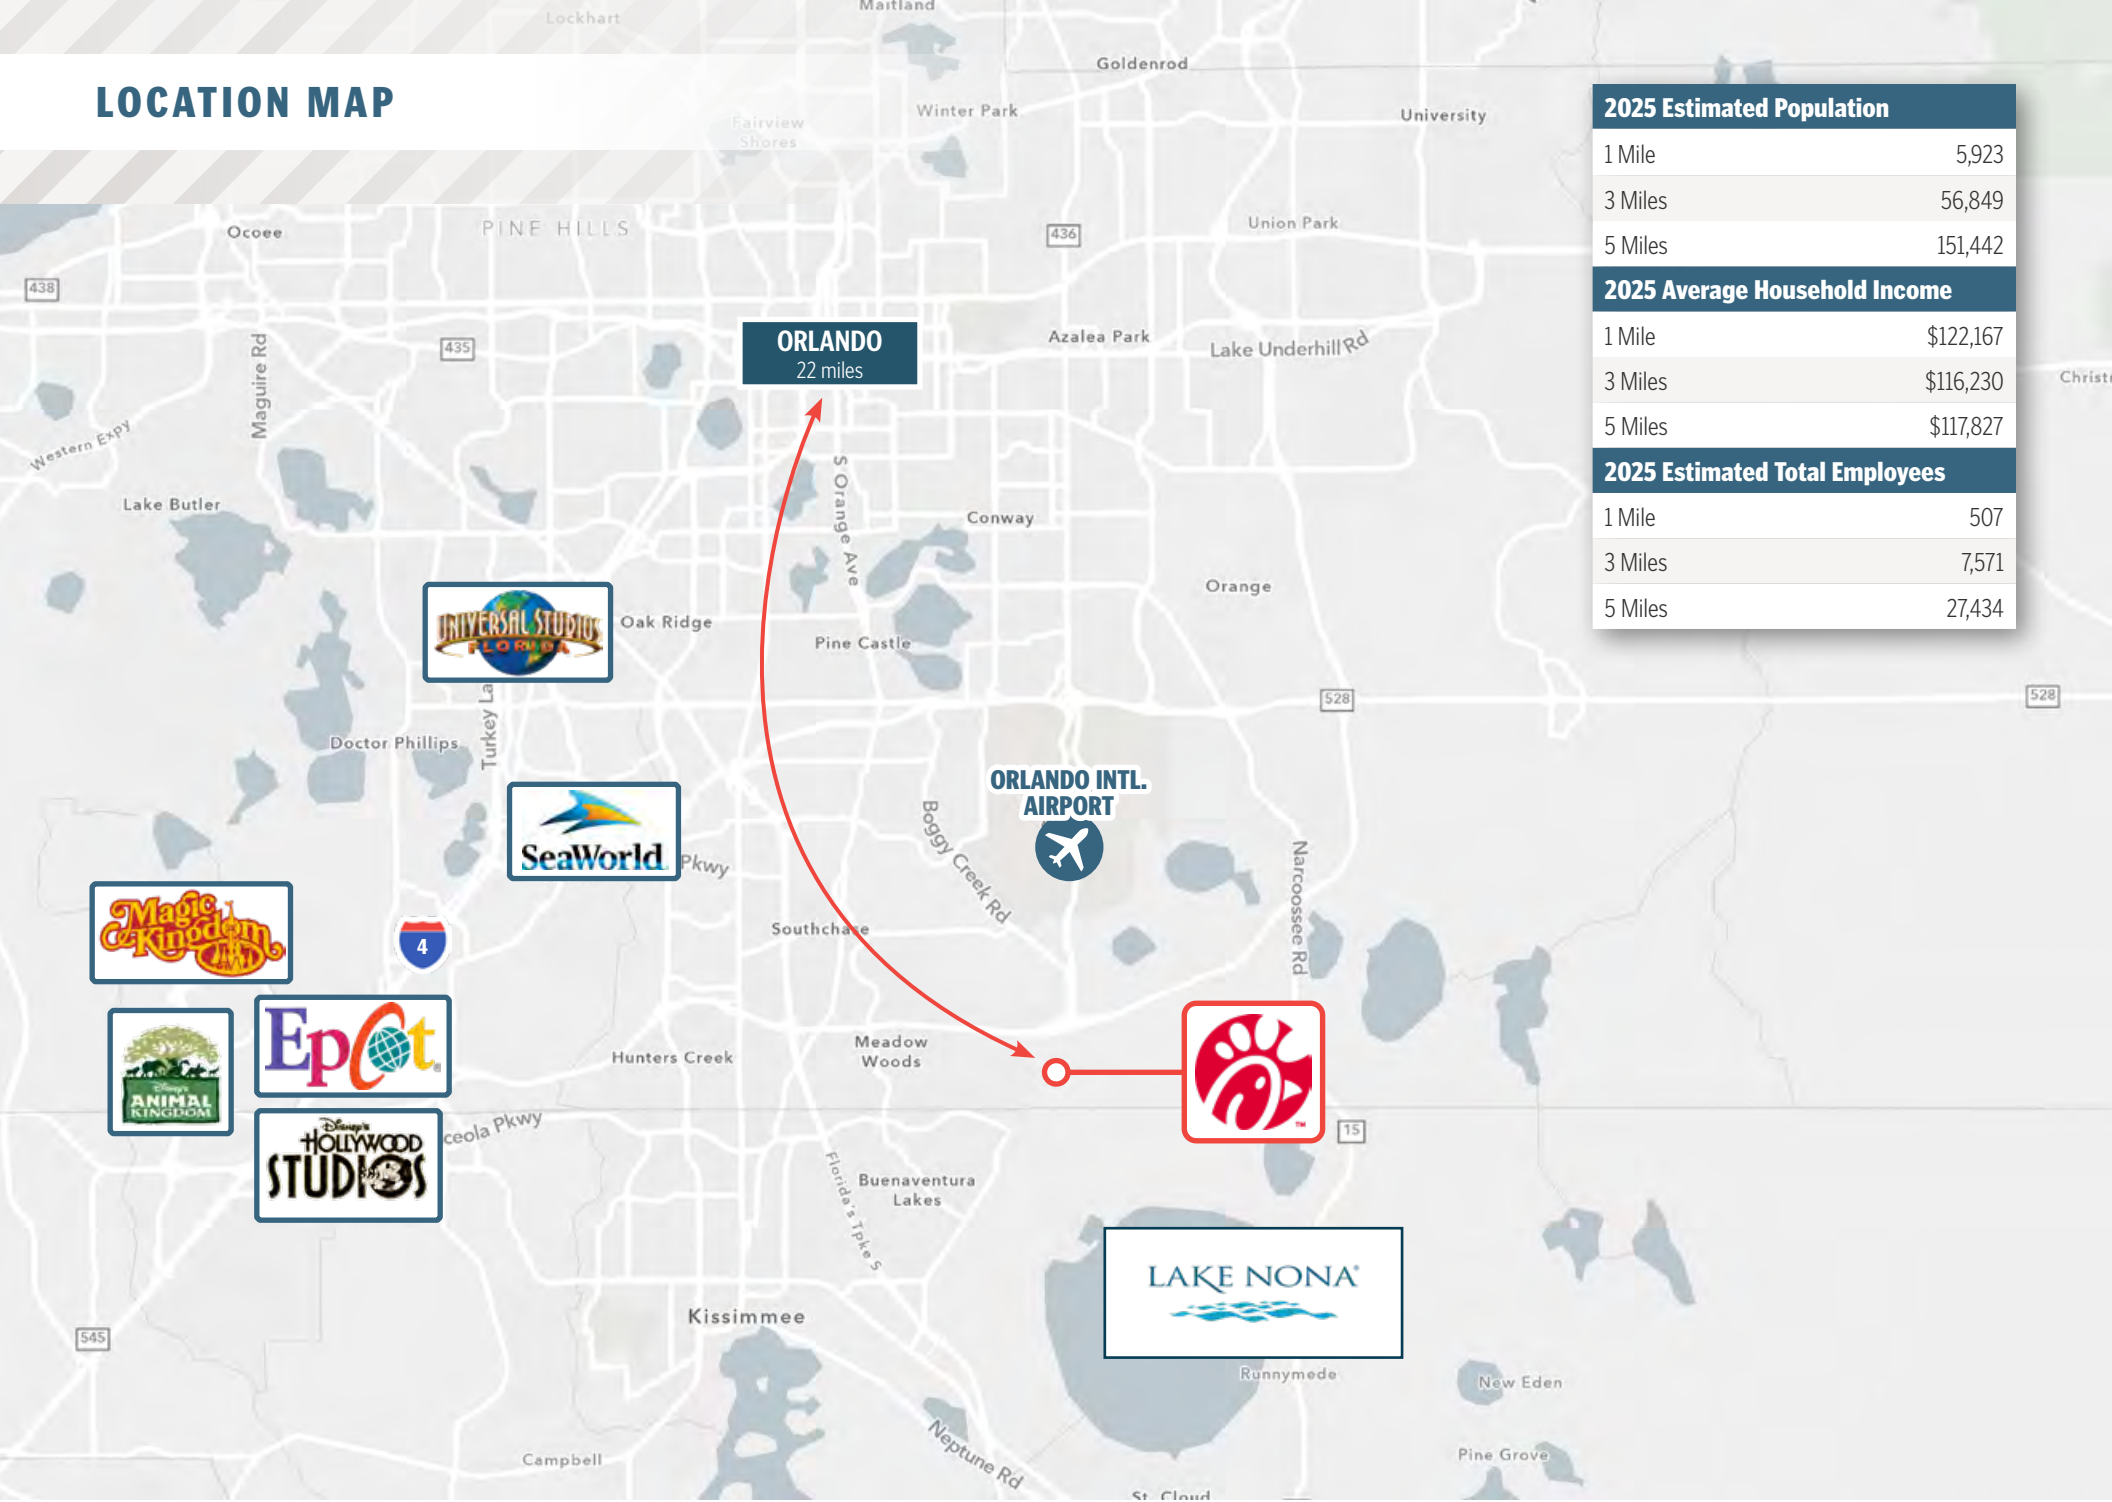 Lockhart
Maitland
Goldenrod
LOCATION MAP
Fairview
Shores
Winter Park
University
2025 Estimated Population
1 Mile 5,923
3 Miles 56,849
5 Miles 151,442
2025 Average Household Income
1 Mile $122,167
3 Miles $116,230
5 Miles $117,827
2025 Estimated Total Employees
1 Mile 507
3 Miles 7,571
5 Miles 27,434
Ocoee
PINE HILLS
436
Union Park
438
435
Maguire Rd
ORLANDO
22 miles
Azalea Park
Lake Underhill Rd
Western Expy
Lake Butler
S Orange Ave
Conway
Orange
UNIVERSAL STUDIOS
FLORIDA
Oak Ridge
Pine Castle
528
528
Turkey La
Doctor Phillips
ORLANDO INTL.
AIRPORT
SeaWorld
Pkwy
Boggy Creek Rd
Narcoossee Rd
Magic
Kingdom
4
Southchase
Epcot
Disney's
ANIMAL
KINGDOM
Hunters Creek
Meadow
Woods
TM
15
Disney's
HOLLYWOOD
STUDIOS
ceola Pkwy
Florida's Tpke S
Buenaventura
Lakes
LAKE NONA®
Kissimmee
545
Runnymede
New Eden
Neptune Rd
Campbell
Pine Grove
St. Cloud